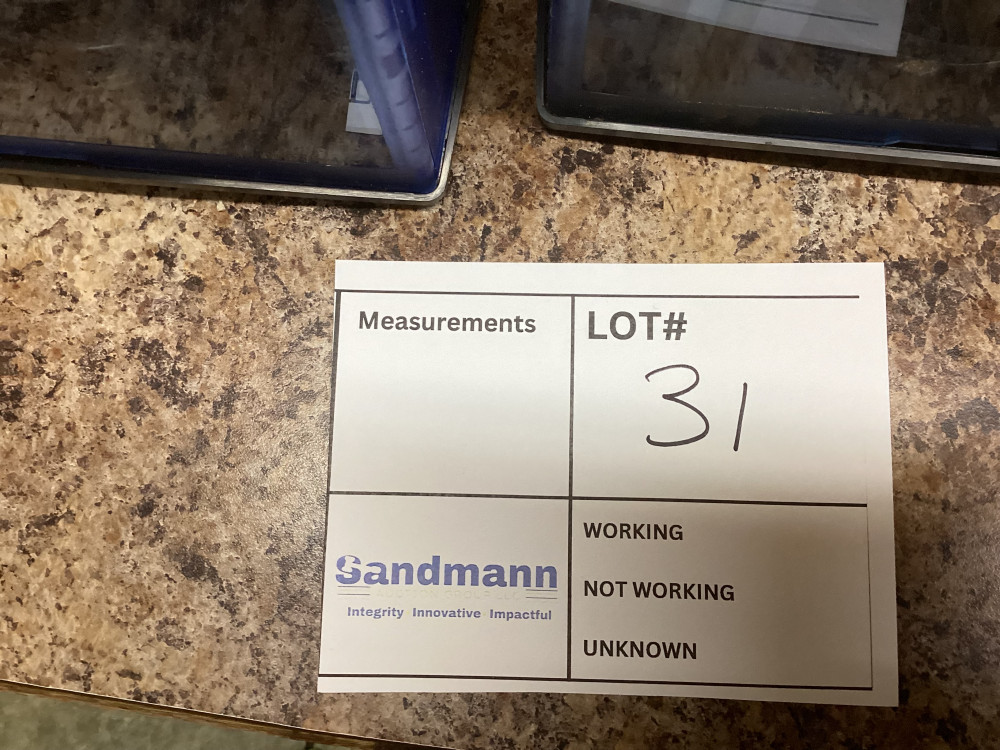 Measurements
LOT#
31
Sandmann
Integrity Innovative Impactful
WORKING
NOT WORKING
UNKNOWN